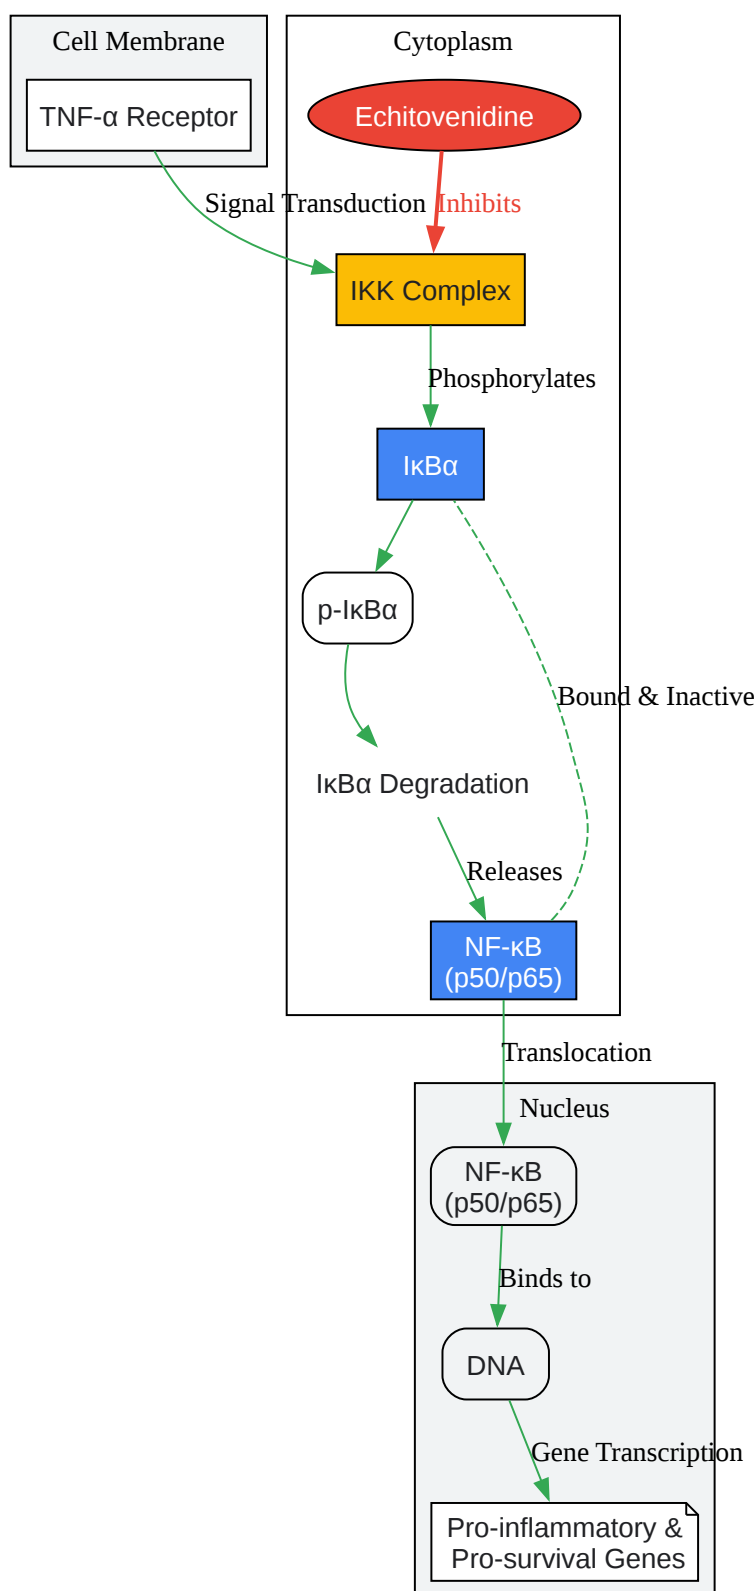 Cell Membrane
Cytoplasm
TNF-α Receptor
Echitovenidine
Signal Transduction
Inhibits
IKK Complex
Phosphorylates
IκBα
p-IκBα
Bound & Inactive
IκBα Degradation
Releases
NF-κB
(p50/p65)
Translocation
Nucleus
NF-κB
(p50/p65)
Binds to
DNA
Gene Transcription
Pro-inflammatory &
Pro-survival Genes